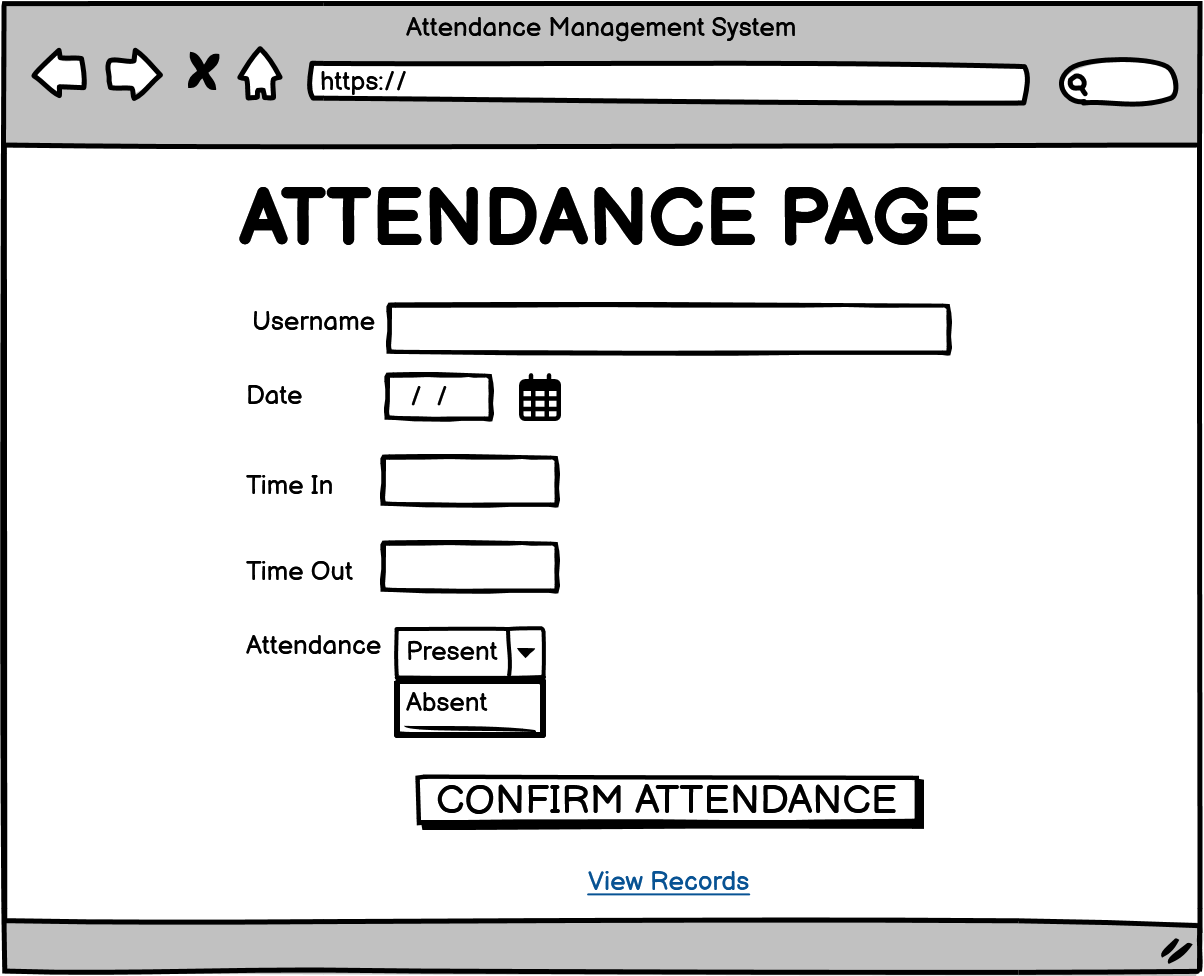 Attendance Management System
https://
ATTENDANCE PAGE
Username
Date / /
Time In
Time Out
Attendance Present
Absent
CONFIRM ATTENDANCE
View Records